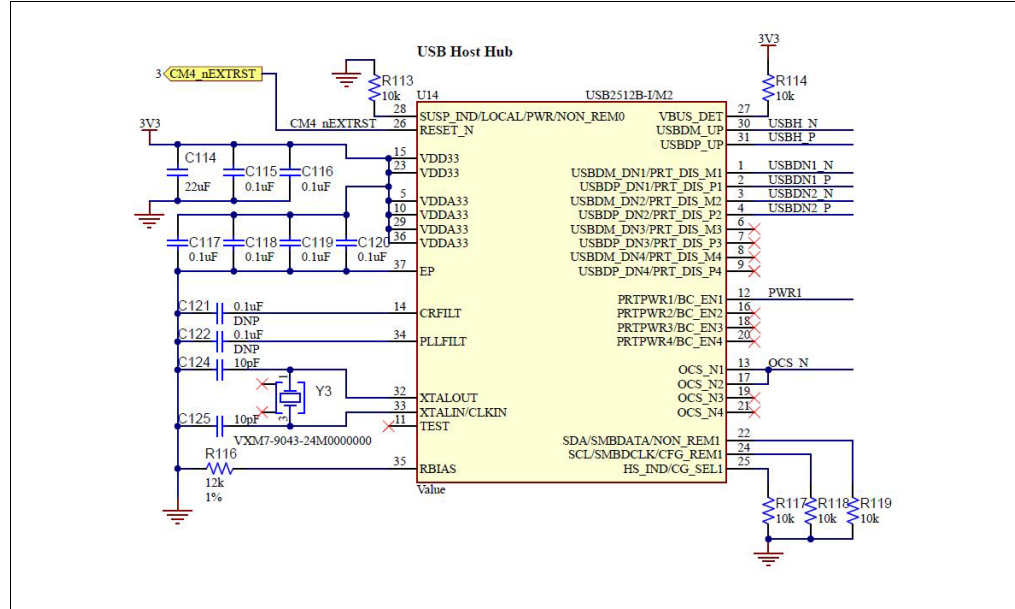 USB Host Hub
3V3
3 CM4_nEXTRST
R113
10k
R114
10k
U14
USB2512B-I/M2
28
SUSP_IND/LOCAL/PWR/NON_REM0
VBUS_DET
27
CM4_nEXTRST
26
RESET_N
USBDM_UP
30
USBH_N
USBDP_UP
31
USBH_P
3V3
15
VDD33
23
VDD33
C114
22uF
C115
0.1uF
C116
0.1uF
USBDM_DN1/PRT_DIS_M1
1
USBDN1_N
USBDP_DN1/PRT_DIS_P1
2
USBDN1_P
USBDM_DN2/PRT_DIS_M2
3
USBDN2_N
USBDP_DN2/PRT_DIS_P2
4
USBDN2_P
USBDM_DN3/PRT_DIS_M3
6
USBDP_DN3/PRT_DIS_P3
7
USBDM_DN4/PRT_DIS_M4
8
USBDP_DN4/PRT_DIS_P4
9
5
VDDA33
10
VDDA33
29
VDDA33
36
VDDA33
C117
0.1uF
C118
0.1uF
C119
0.1uF
C120
0.1uF
37
EP
PRTPWR1/BC_EN1
12
PWR1
PRTPWR2/BC_EN2
16
PRTPWR3/BC_EN3
18
PRTPWR4/BC_EN4
20
C121
0.1uF
DNP
14
CRFILT
C122
0.1uF
DNP
34
PLLFILT
C124
10pF
OCS_N1
13
OCS_N
OCS_N2
17
OCS_N3
19
OCS_N4
21
1
Y3
3
32
XTALOUT
33
XTALIN/CLKIN
11
TEST
C125
10pF
VXM7-9043-24M0000000
SDA/SMBDATA/NON_REM1
22
SCL/SMBDCLK/CFG_REM1
24
HS_IND/CG_SEL1
25
R116
12k
1%
35
RBIAS
Value
R117
10k
R118
10k
R119
10k